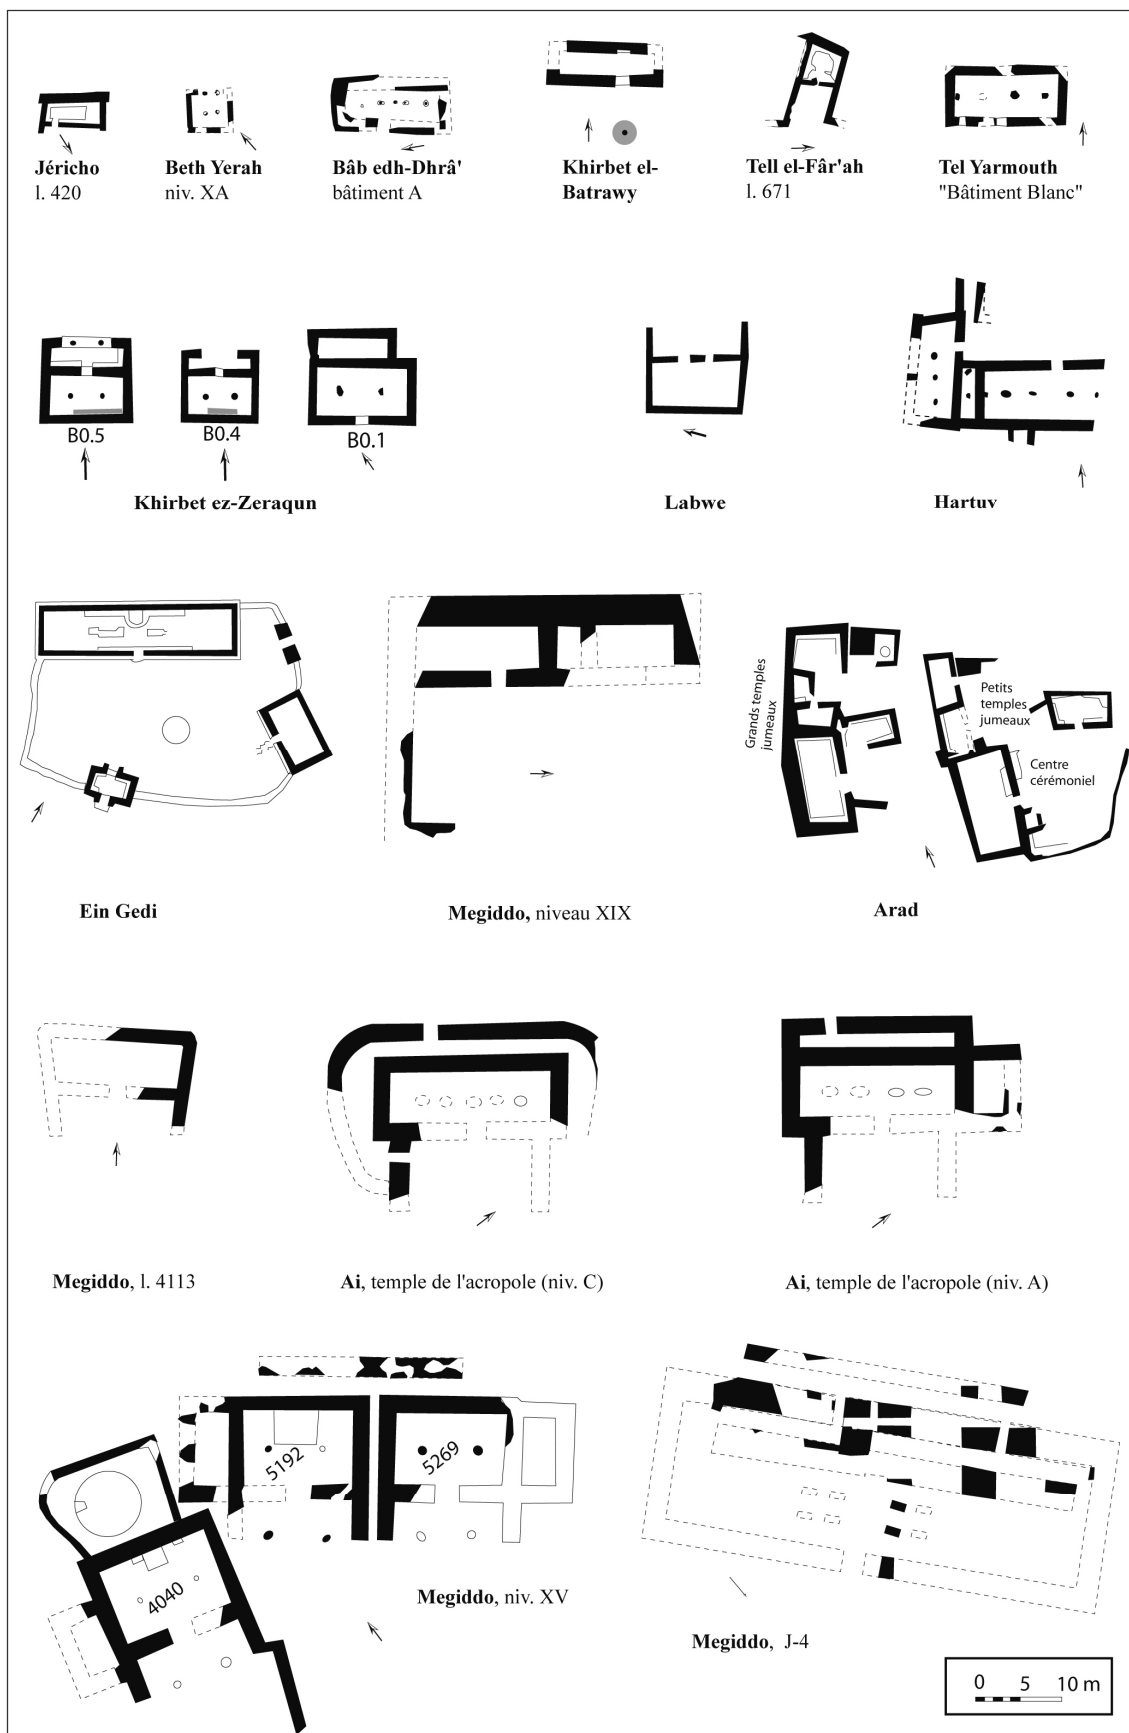 Jéricho
l. 420
Beth Yerah
niv. XA
Bâb edh-Dhrâ'
bâtiment A
Khirbet el-
Batrawy
Tell el-Fâr'ah
l. 671
Tel Yarmouth
"Bâtiment Blanc"
B0.5
B0.4
B0.1
Khirbet ez-Zeraqun
Labwe
Hartuv
Ein Gedi
Megiddo, niveau XIX
Grands temples
jumeaux
Petits
temples
jumeaux
Centre
cérémoniel
Arad
Megiddo, l. 4113
Ai, temple de l'acropole (niv. C)
Ai, temple de l'acropole (niv. A)
5192
5269
4040
Megiddo, niv. XV
Megiddo, J-4
0 5 10 m